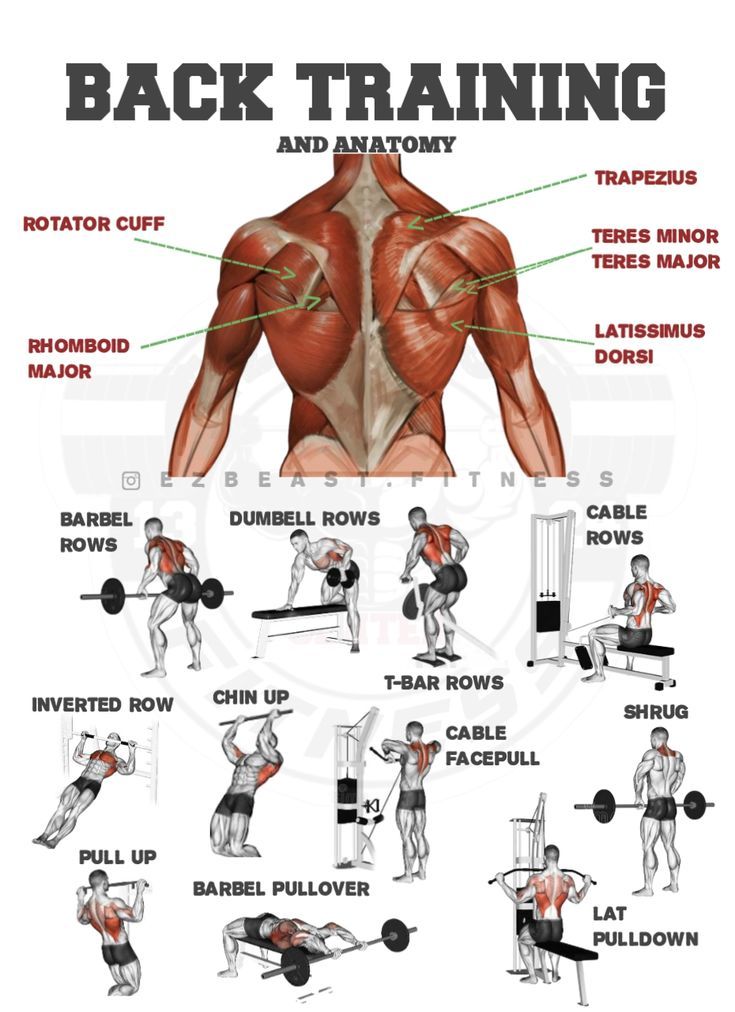 BACK TRAINING
AND ANATOMY
TRAPEZIUS
ROTATOR CUFF
TERES MINOR
TERES MAJOR
RHOMBOID
MAJOR
LATISSIMUS
DORSI
EZBEAST.FITNESS
BARBEL
ROWS
DUMBELL ROWS
CABLE
ROWS
T-BAR ROWS
INVERTED ROW
CHIN UP
CABLE
FACEPULL
SHRUG
PULL UP
BARBEL PULLOVER
LAT
PULLDOWN